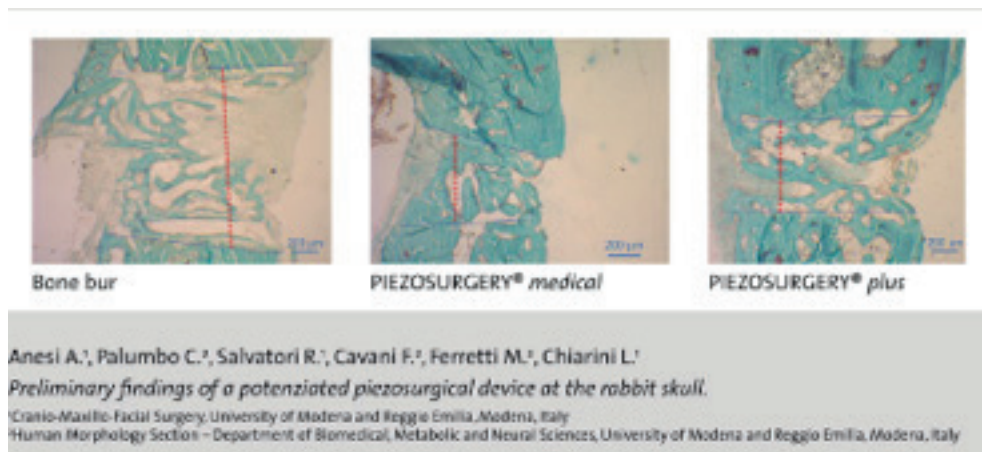 200 µm
200 µm
200 µm
Bone bur
PIEZOSURGERY® medical
PIEZOSURGERY® plus
Anesi A.¹, Palumbo C.², Salvatori R.¹, Cavani F.², Ferretti M.², Chiarini L.¹
Preliminary findings of a potenziated piezosurgical device at the rabbit skull.
¹Cranio-Maxillo-Facial Surgery, University of Modena and Reggio Emilia, Modena, Italy
²Human Morphology Section – Department of Biomedical, Metabolic and Neural Sciences, University of Modena and Reggio Emilia, Modena, Italy